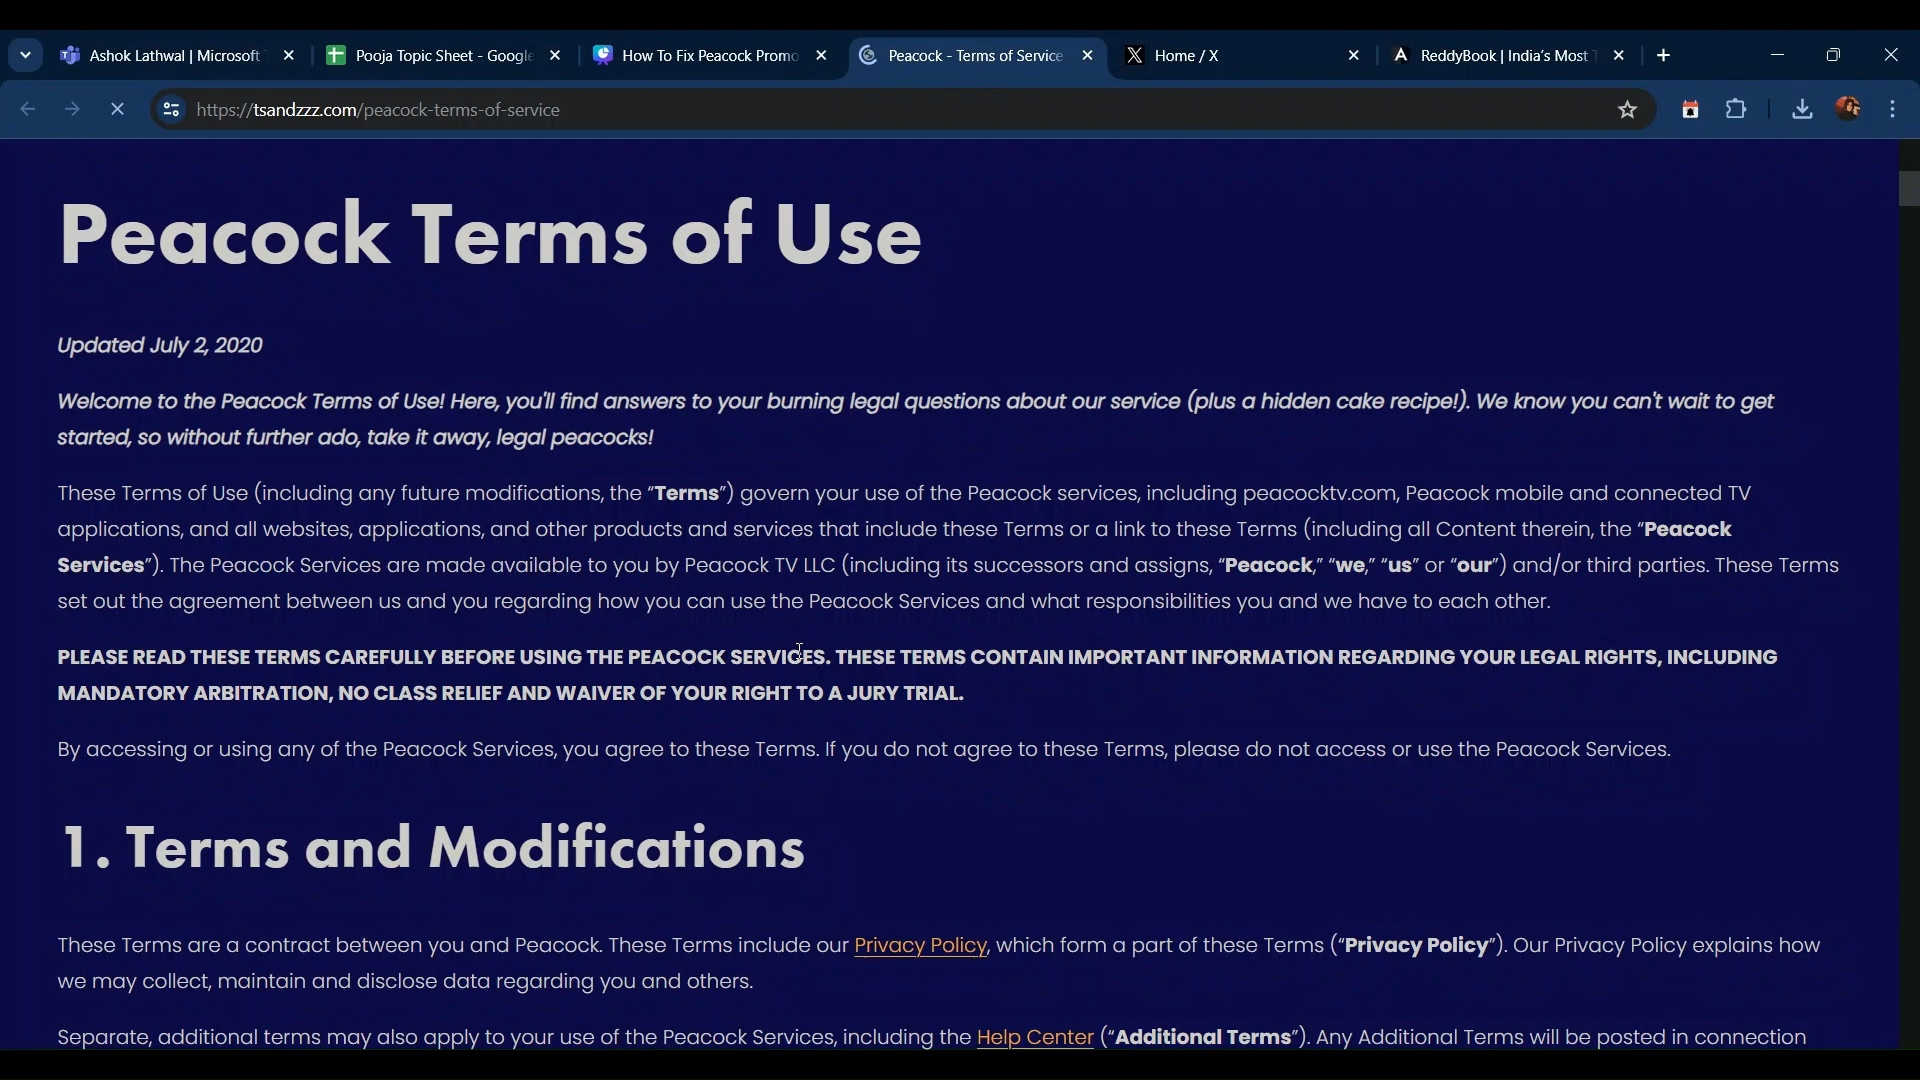 Ashok Lathwal | Microsoft
Pooja Topic Sheet - Google
How To Fix Peacock Promo
Peacock - Terms of Service
Home / X
ReddyBook | India's Most T
https://tsandzzz.com/peacock-terms-of-service
Peacock Terms of Use
Updated July 2, 2020
Welcome to the Peacock Terms of Use! Here, you'll find answers to your burning legal questions about our service (plus a hidden cake recipe!). We know you can't wait to get
started, so without further ado, take it away, legal peacocks!
These Terms of Use (including any future modifications, the “Terms”) govern your use of the Peacock services, including peacocktv.com, Peacock mobile and connected TV
applications, and all websites, applications, and other products and services that include these Terms or a link to these Terms (including all Content therein, the “Peacock
Services”). The Peacock Services are made available to you by Peacock TV LLC (including its successors and assigns, “Peacock,” “we,” “us” or “our”) and/or third parties. These Terms
set out the agreement between us and you regarding how you can use the Peacock Services and what responsibilities you and we have to each other.
PLEASE READ THESE TERMS CAREFULLY BEFORE USING THE PEACOCK SERVICES. THESE TERMS CONTAIN IMPORTANT INFORMATION REGARDING YOUR LEGAL RIGHTS, INCLUDING
MANDATORY ARBITRATION, NO CLASS RELIEF AND WAIVER OF YOUR RIGHT TO A JURY TRIAL.
By accessing or using any of the Peacock Services, you agree to these Terms. If you do not agree to these Terms, please do not access or use the Peacock Services.
1. Terms and Modifications
These Terms are a contract between you and Peacock. These Terms include our Privacy Policy, which form a part of these Terms (“Privacy Policy”). Our Privacy Policy explains how
we may collect, maintain and disclose data regarding you and others.
Separate, additional terms may also apply to your use of the Peacock Services, including the Help Center (“Additional Terms”). Any Additional Terms will be posted in connection